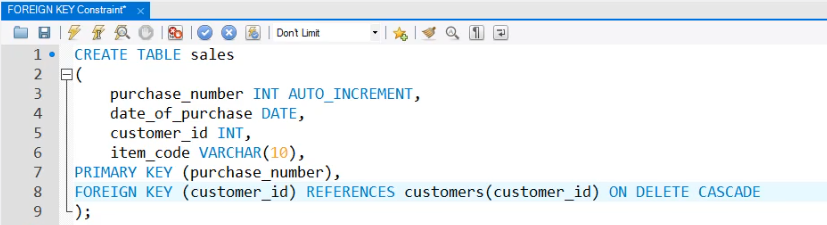 FOREIGN KEY Constraint*
Don't Limit
1 CREATE TABLE sales
2 (
3 purchase_number INT AUTO_INCREMENT,
4 date_of_purchase DATE,
5 customer_id INT,
6 item_code VARCHAR(10),
7 PRIMARY KEY (purchase_number),
8 FOREIGN KEY (customer_id) REFERENCES customers(customer_id) ON DELETE CASCADE
9 );